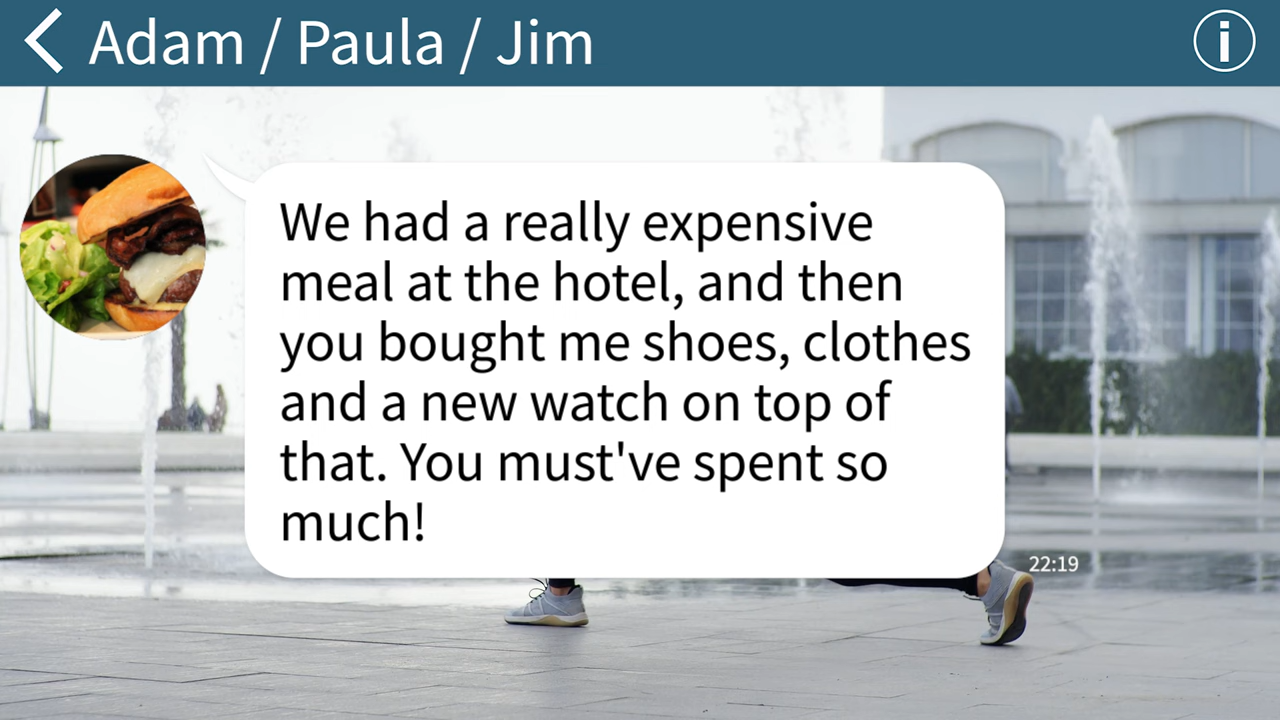 Adam / Paula / Jim
We had a really expensive
meal at the hotel, and then
you bought me shoes, clothes
and a new watch on top of
that. You must've spent so
much!
22:19